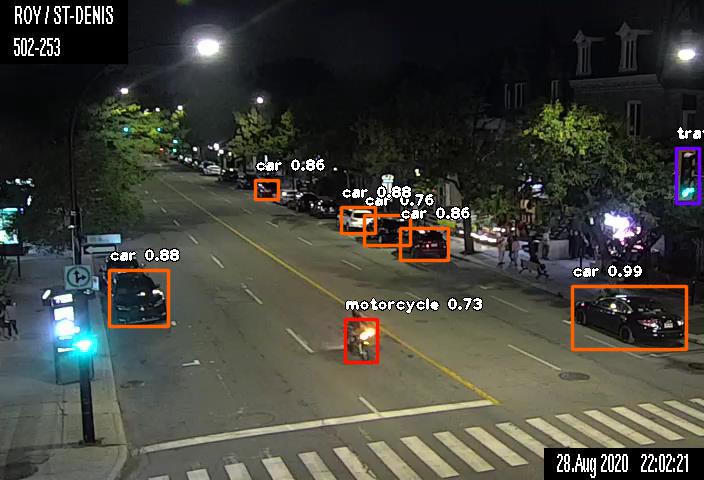 ROY / ST-DENIS
502-253
car 0.86
car 0.88
car 0.76
car 0.86
car 0.88
car 0.99
motorcycle 0.73
28.Aug 2020 22:02:21